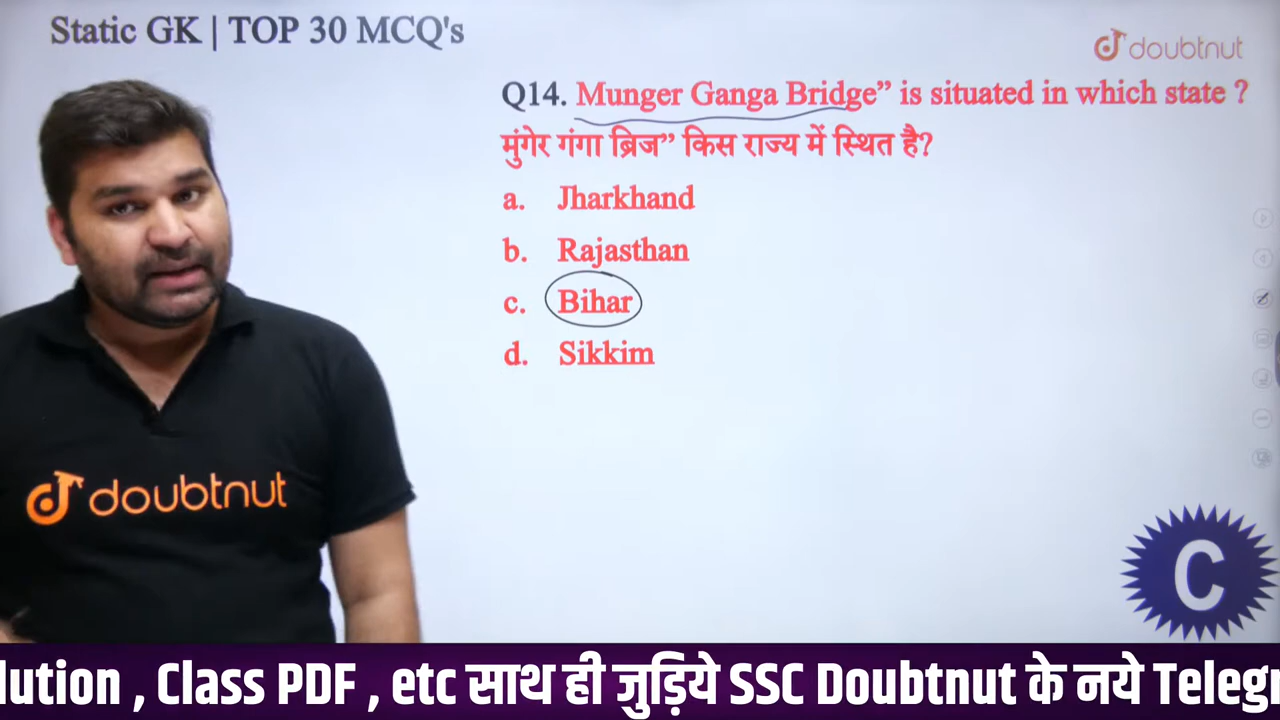 Static GK | TOP 30 MCQ's
doubtnut
Q14. Munger Ganga Bridge” is situated in which state ?
मुंगेर गंगा ब्रिज” किस राज्य में स्थित है?
a. Jharkhand
b. Rajasthan
c. Bihar
d. Sikkim
doubtnut
C
lution , Class PDF , etc साथ ही जुड़िये SSC Doubtnut के नये Telegr